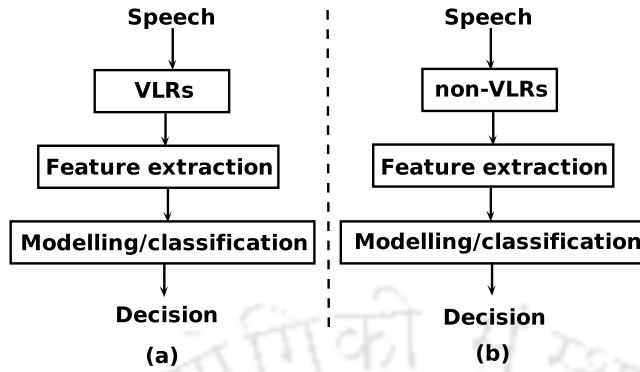 Speech
VLRs
Feature extraction
Modelling/classification
Decision
(a)
Speech
non-VLRs
Feature extraction
Modelling/classification
Decision
(b)